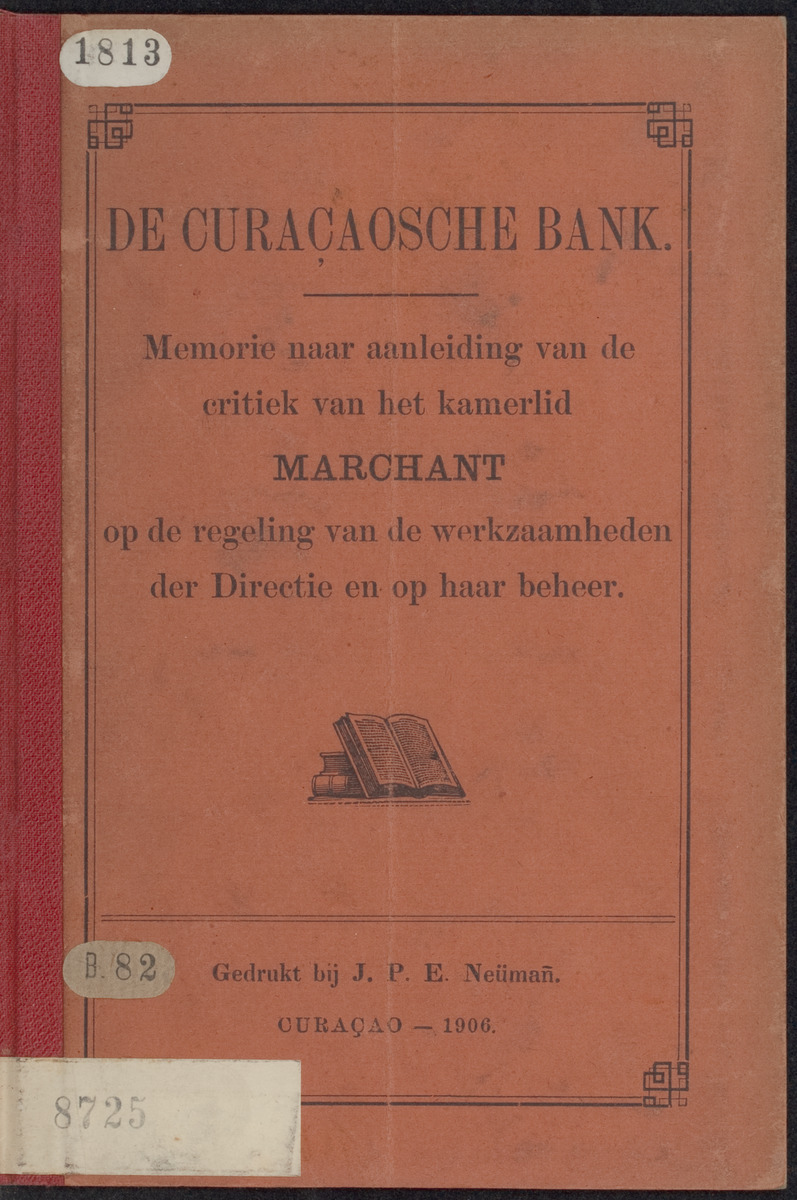 1813
DE CURAÇAOSCHE BANK.
Memorie naar aanleiding van de
critiek van het kamerlid
MARCHANT
op de regeling van de werkzaamheden
der Directie en op haar beheer.
B. 82
Gedrukt bij J. P. E. Neüman̄.
CURAÇAO — 1906.
8725